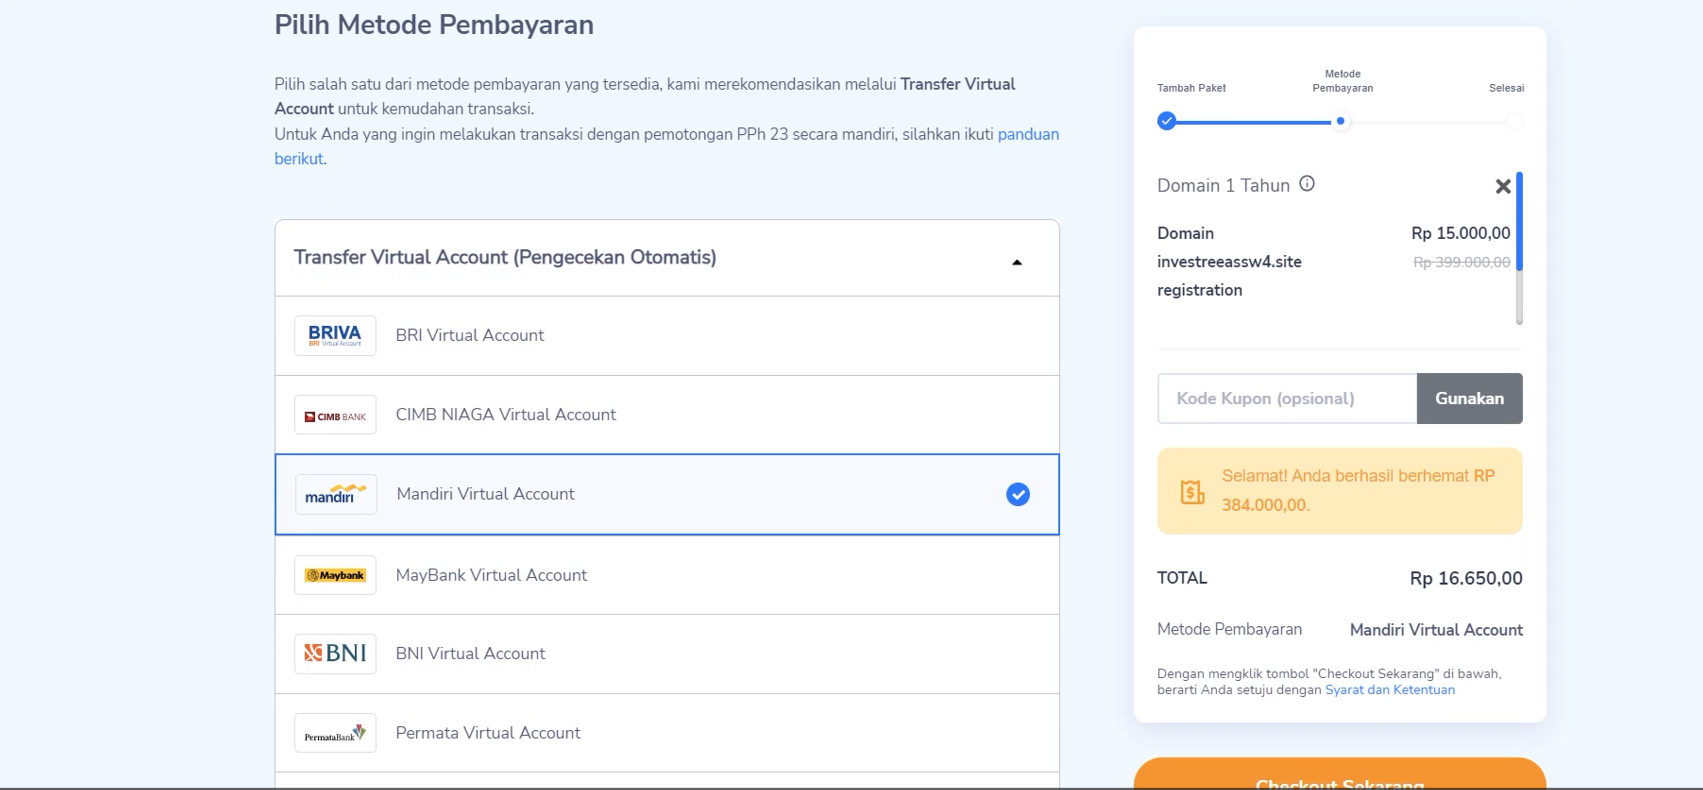 Pilih Metode Pembayaran
Pilih salah satu dari metode pembayaran yang tersedia, kami merekomendasikan melalui Transfer Virtual
Account untuk kemudahan transaksi.
Untuk Anda yang ingin melakukan transaksi dengan pemotongan PPh 23 secara mandiri, silahkan ikuti panduan
berikut.
Transfer Virtual Account (Pengecekan Otomatis)
BRIVA
BRI Virtual Account
BRI Virtual Account
CIMB BANK
CIMB NIAGA Virtual Account
mandiri
Mandiri Virtual Account
Maybank
MayBank Virtual Account
BNI
BNI Virtual Account
PermataBank
Permata Virtual Account
Tambah Paket
Metode
Pembayaran
Selesai
Domain 1 Tahun
Domain Rp 15.000,00
investreeassw4.site Rp 399.000,00
registration
Kode Kupon (opsional) Gunakan
Selamat! Anda berhasil berhemat RP
384.000,00.
TOTAL Rp 16.650,00
Metode Pembayaran Mandiri Virtual Account
Dengan mengklik tombol "Checkout Sekarang" di bawah,
berarti Anda setuju dengan Syarat dan Ketentuan
Checkout Sekarang